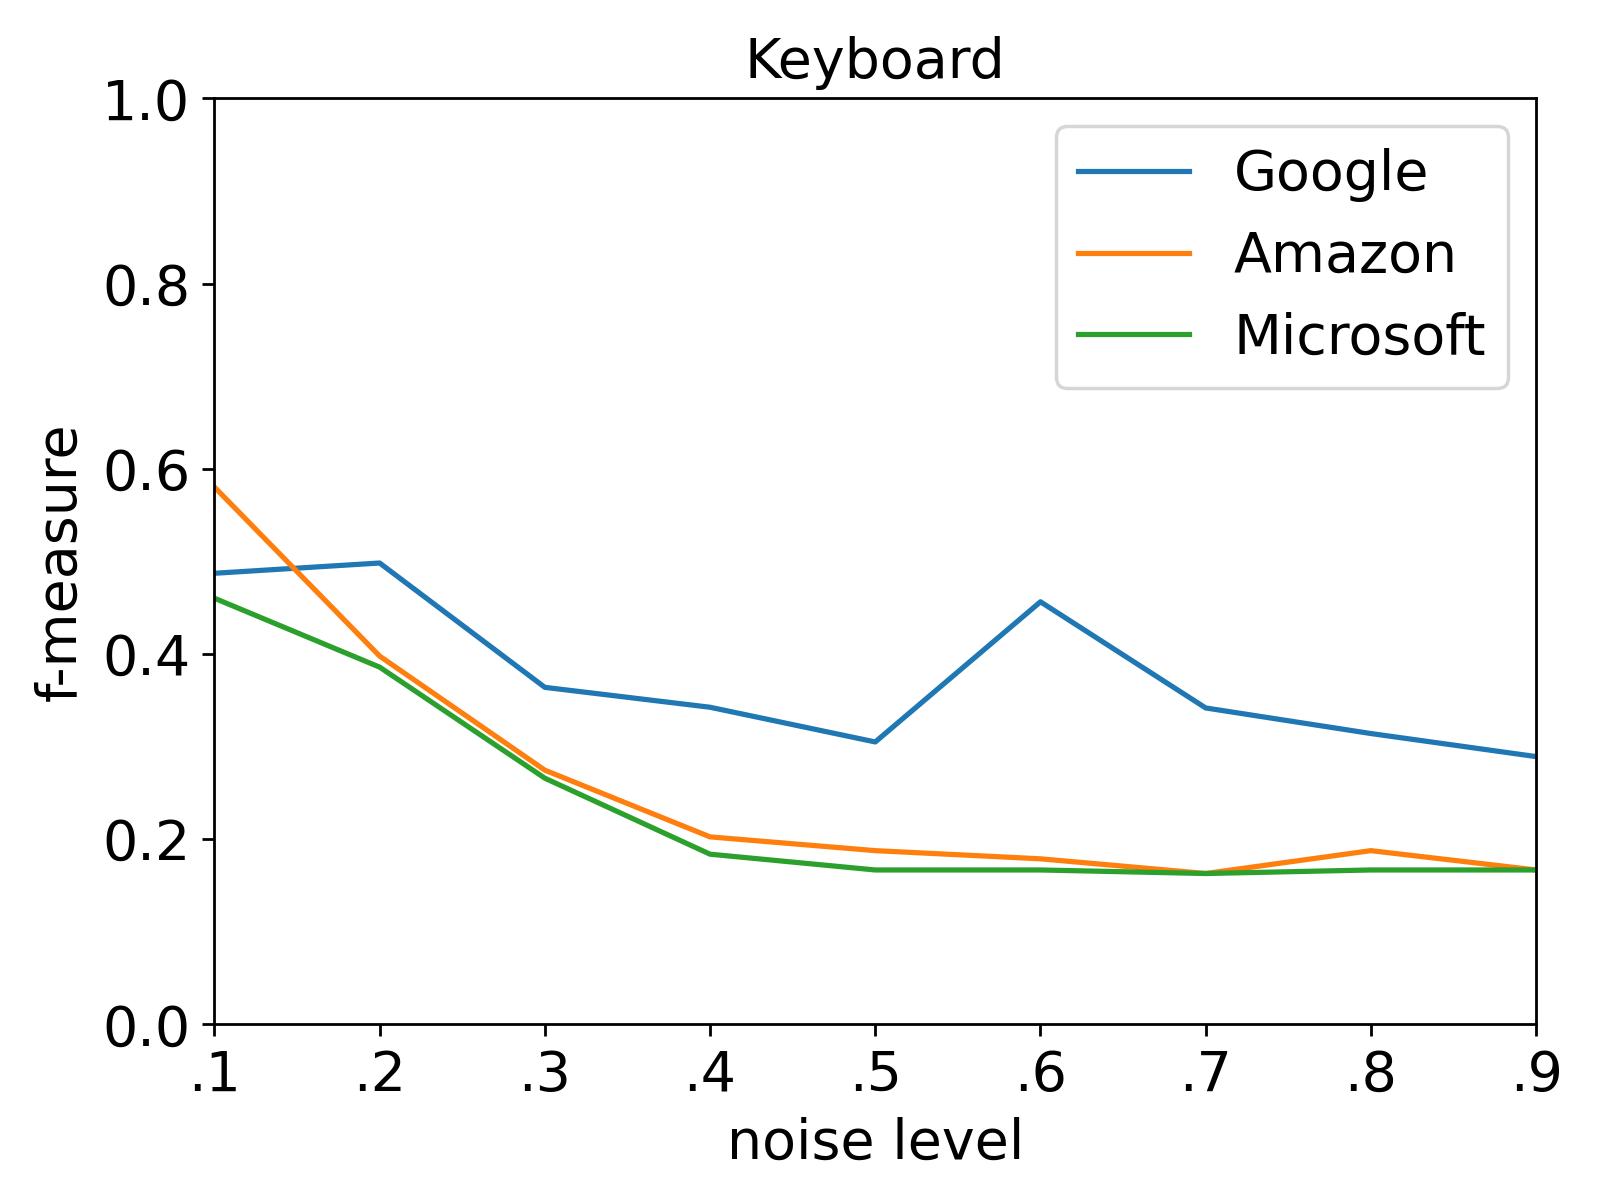 Keyboard
1.0
0.8
0.6
0.4
0.2
0.0
f-measure
Google
Amazon
Microsoft
.1 .2 .3 .4 .5 .6 .7 .8 .9
noise level